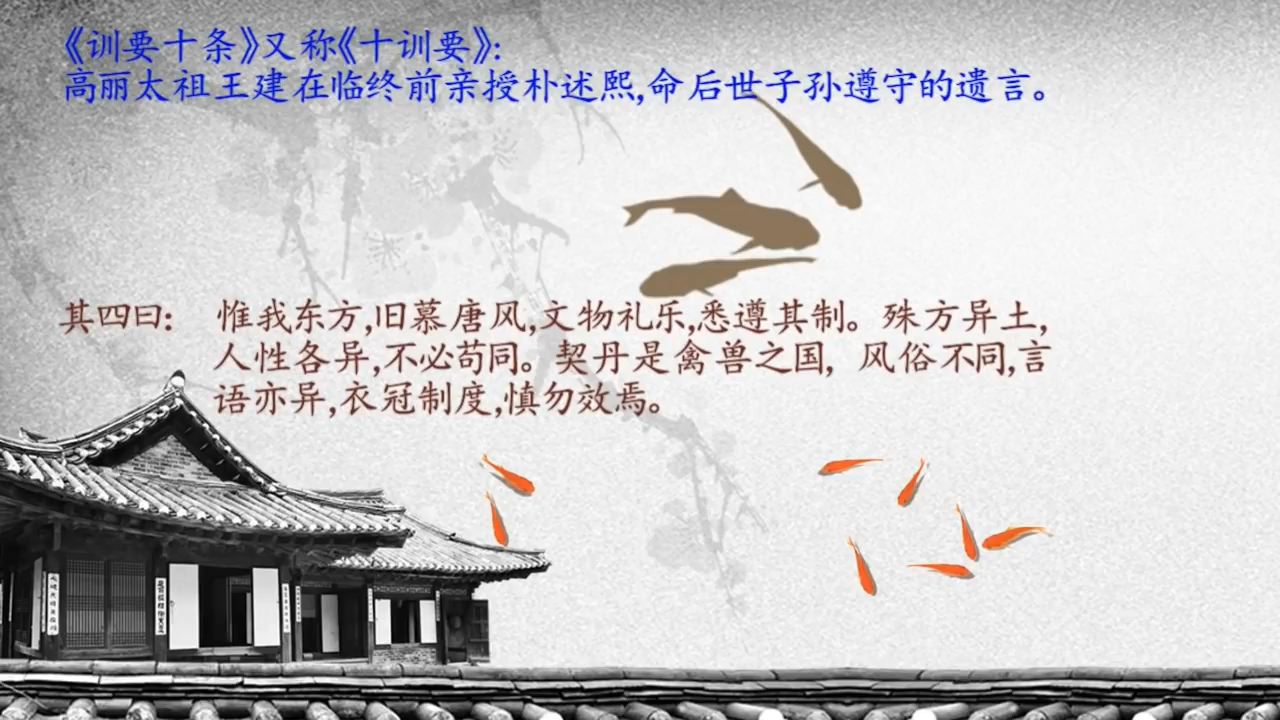 《训要十条》又称《十训要》:
高丽太祖王建在临终前亲授朴述熙,命后世子孙遵守的遗言。
其四曰: 惟我东方,旧慕唐风,文物礼乐,悉遵其制。殊方异土,
人性各异,不必苟同。契丹是禽兽之国, 风俗不同,言
语亦异,衣冠制度,慎勿效焉。